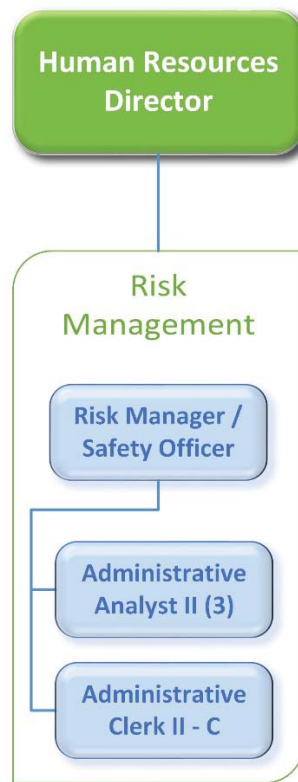 Human Resources
Director
Risk
Management
Risk Manager /
Safety Officer
Administrative
Analyst II (3)
Administrative
Clerk II - C